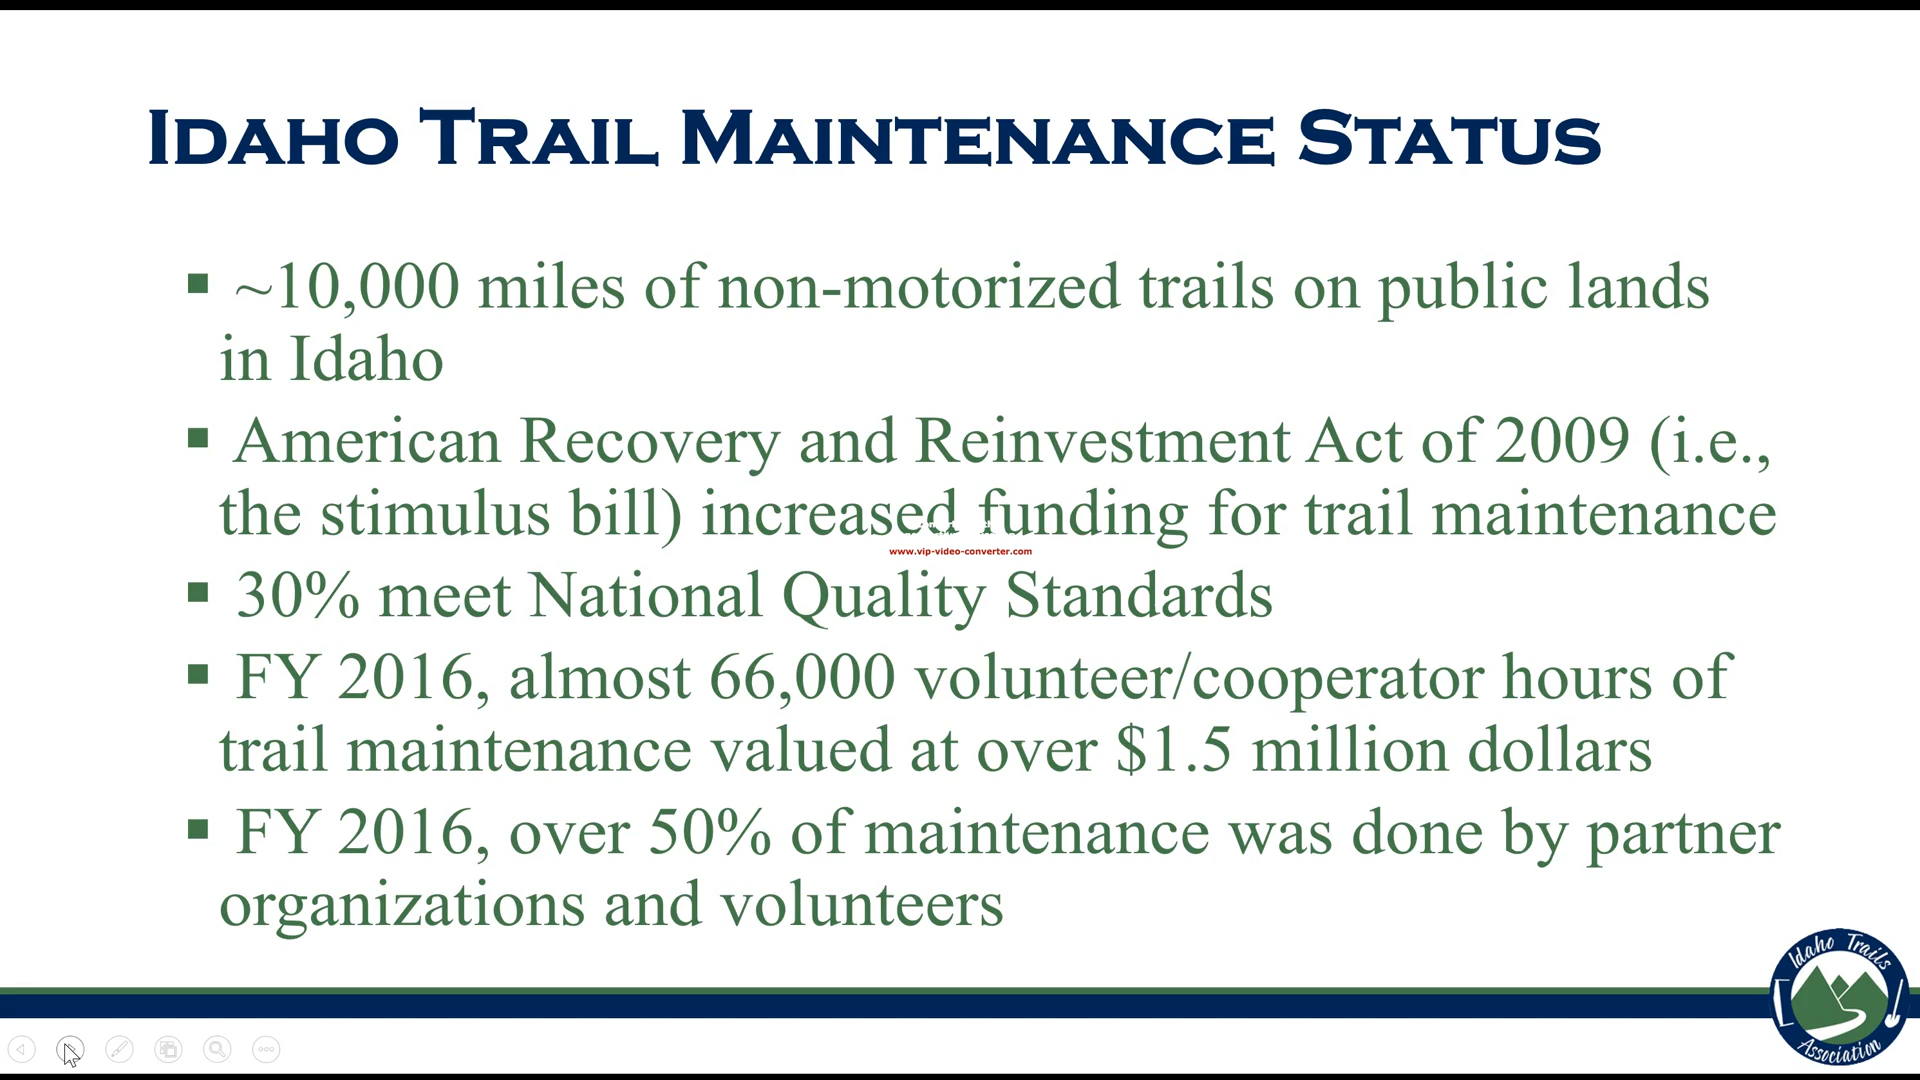 Idaho Trail Maintenance Status
~10,000 miles of non-motorized trails on public lands
in Idaho
American Recovery and Reinvestment Act of 2009 (i.e.,
the stimulus bill) increased funding for trail maintenance
www.vip-video-converter.com
30% meet National Quality Standards
FY 2016, almost 66,000 volunteer/cooperator hours of
trail maintenance valued at over $1.5 million dollars
FY 2016, over 50% of maintenance was done by partner
organizations and volunteers
Idaho Trails
Association